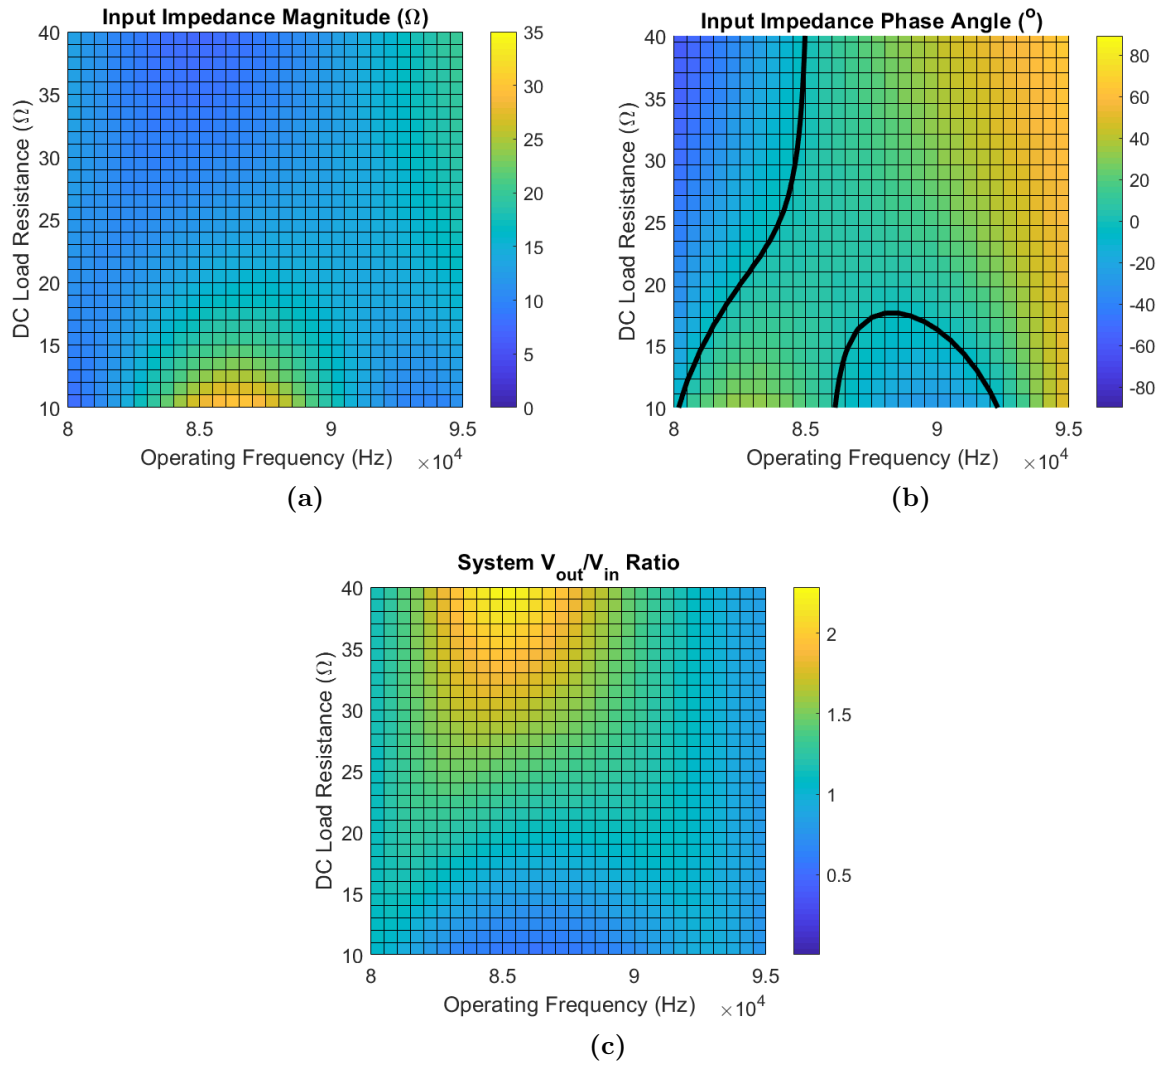 Input Impedance Magnitude (Ω)
40
35
30
25
20
15
10
DC Load Resistance (Ω)
8 8.5 9 9.5
Operating Frequency (Hz) ×10⁴
35
30
25
20
15
10
5
0
(a)
Input Impedance Phase Angle (°)
40
35
30
25
20
15
10
DC Load Resistance (Ω)
8 8.5 9 9.5
Operating Frequency (Hz) ×10⁴
80
60
40
20
0
-20
-40
-60
-80
(b)
System Vout/Vin Ratio
40
35
30
25
20
15
10
DC Load Resistance (Ω)
8 8.5 9 9.5
Operating Frequency (Hz) ×10⁴
2
1.5
1
0.5
(c)